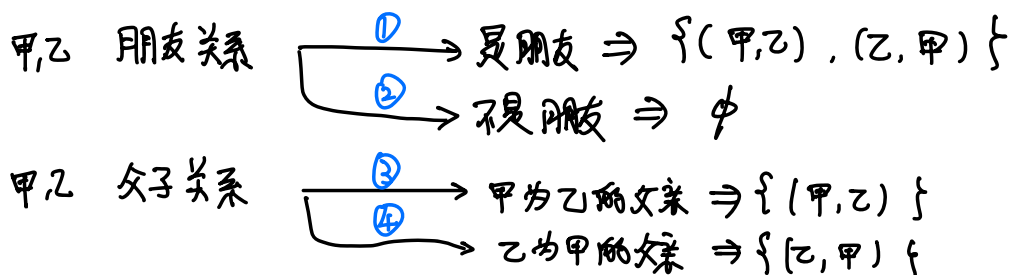 甲,乙 朋友关系 ① 是朋友 ⇒ {(甲,乙),(乙,甲)}
② 不是朋友 ⇒ ϕ
甲,乙 父子关系 ③ 甲为乙的父亲 ⇒ {(甲,乙)}
④ 乙为甲的父亲 ⇒ {(乙,甲)}